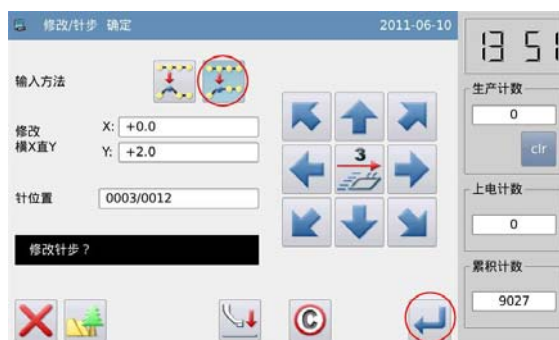 修改/针步 确定 2011-06-10
13 51
输入方法
生产计数
0
修改
横X直Y
X: +0.0
Y: +2.0
3
clr
针位置 0003/0012
上电计数
0
修改针步？
累积计数
9027
C